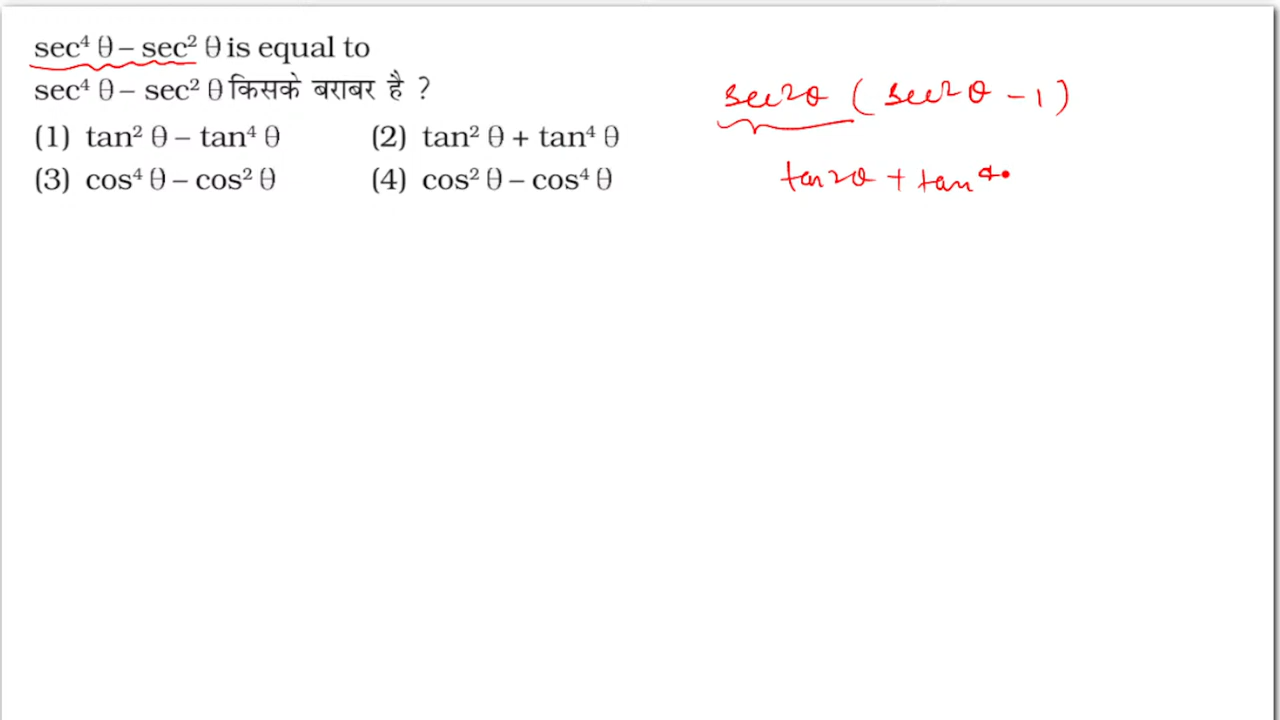 sec⁴ θ – sec² θ is equal to
sec⁴ θ – sec² θ किसके बराबर है ?
(1) tan² θ – tan⁴ θ (2) tan² θ + tan⁴ θ
(3) cos⁴ θ – cos² θ (4) cos² θ – cos⁴ θ
sec²θ (sec²θ – 1)
tan²θ + tan⁴